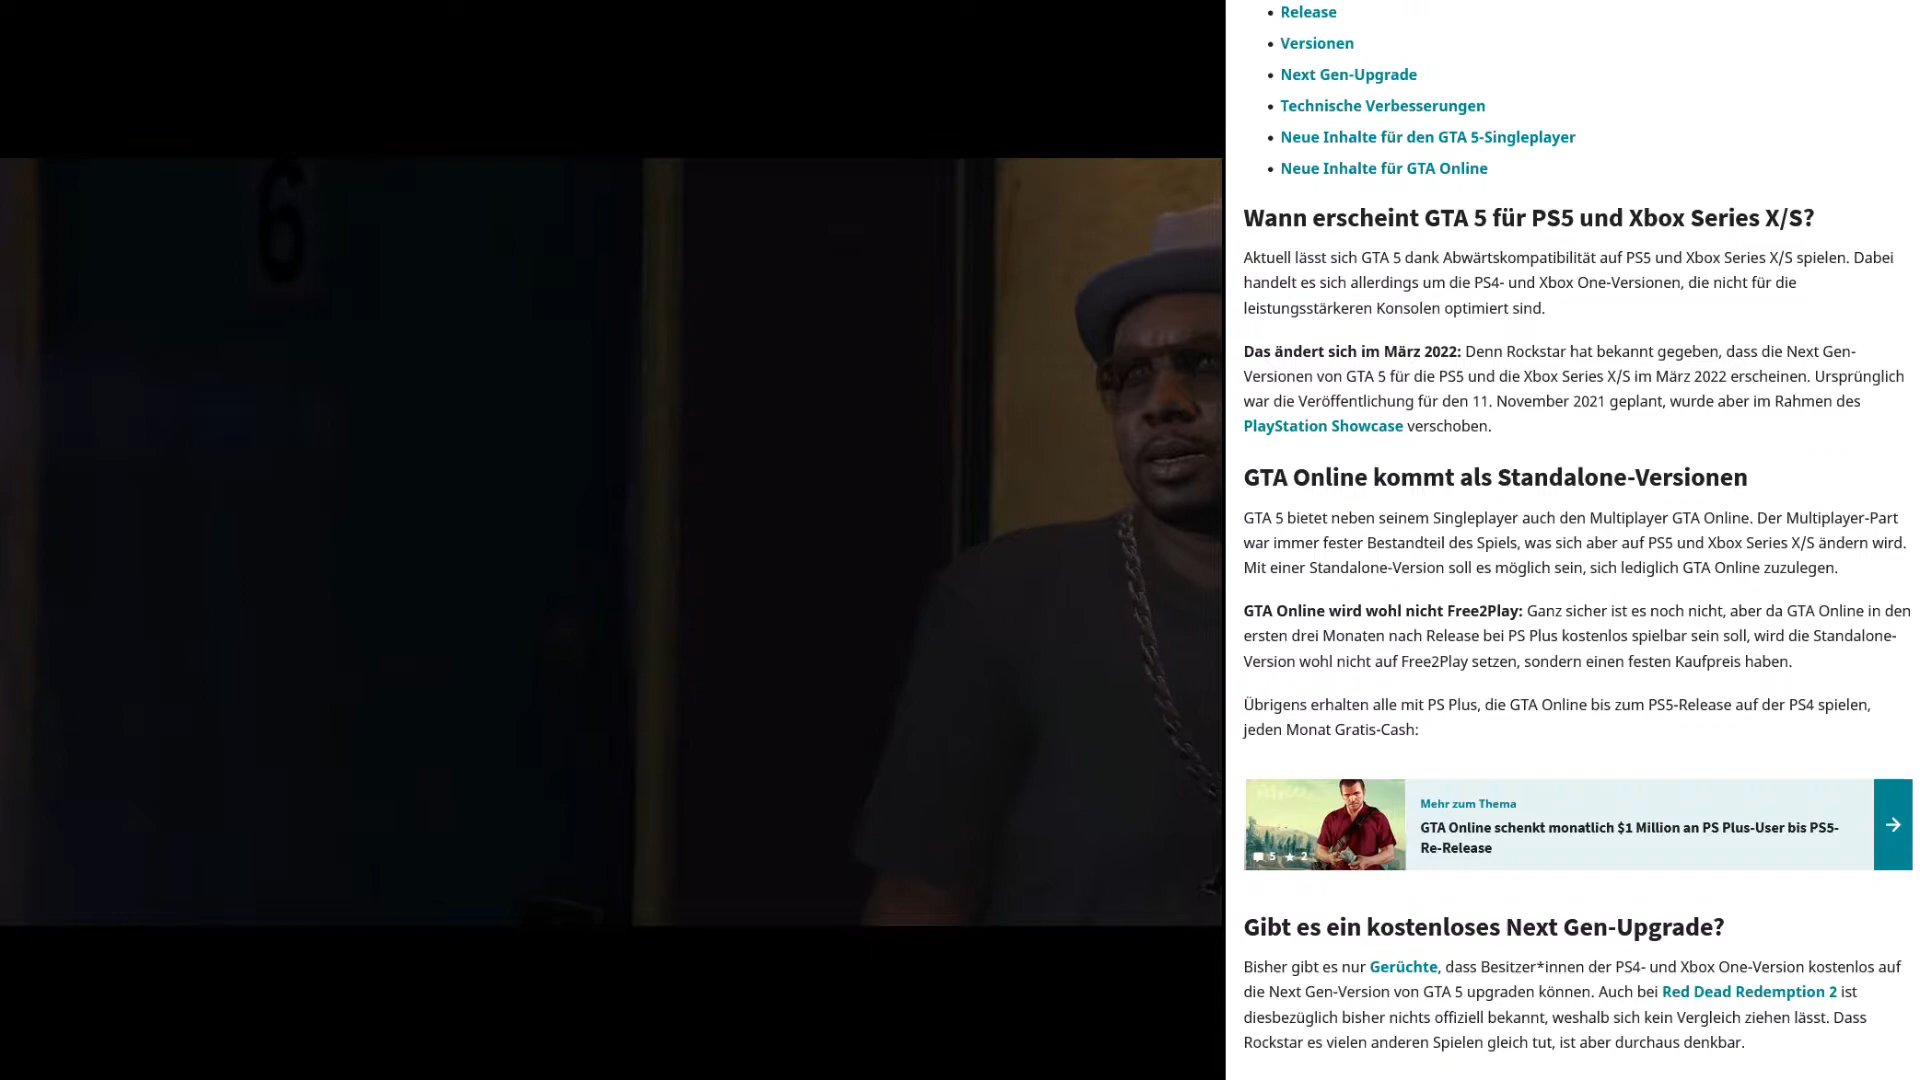 6
Release
Versionen
Next Gen-Upgrade
Technische Verbesserungen
Neue Inhalte für den GTA 5-Singleplayer
Neue Inhalte für GTA Online
Wann erscheint GTA 5 für PS5 und Xbox Series X/S?
Aktuell lässt sich GTA 5 dank Abwärtskompatibilität auf PS5 und Xbox Series X/S spielen. Dabei
handelt es sich allerdings um die PS4- und Xbox One-Versionen, die nicht für die
leistungsstärkeren Konsolen optimiert sind.
Das ändert sich im März 2022: Denn Rockstar hat bekannt gegeben, dass die Next Gen-
Versionen von GTA 5 für die PS5 und die Xbox Series X/S im März 2022 erscheinen. Ursprünglich
war die Veröffentlichung für den 11. November 2021 geplant, wurde aber im Rahmen des
PlayStation Showcase verschoben.
GTA Online kommt als Standalone-Versionen
GTA 5 bietet neben seinem Singleplayer auch den Multiplayer GTA Online. Der Multiplayer-Part
war immer fester Bestandteil des Spiels, was sich aber auf PS5 und Xbox Series X/S ändern wird.
Mit einer Standalone-Version soll es möglich sein, sich lediglich GTA Online zuzulegen.
GTA Online wird wohl nicht Free2Play: Ganz sicher ist es noch nicht, aber da GTA Online in den
ersten drei Monaten nach Release bei PS Plus kostenlos spielbar sein soll, wird die Standalone-
Version wohl nicht auf Free2Play setzen, sondern einen festen Kaufpreis haben.
Übrigens erhalten alle mit PS Plus, die GTA Online bis zum PS5-Release auf der PS4 spielen,
jeden Monat Gratis-Cash:
5 2
Mehr zum Thema
GTA Online schenkt monatlich $1 Million an PS Plus-User bis PS5-
Re-Release
Gibt es ein kostenloses Next Gen-Upgrade?
Bisher gibt es nur Gerüchte, dass Besitzer*innen der PS4- und Xbox One-Version kostenlos auf
die Next Gen-Version von GTA 5 upgraden können. Auch bei Red Dead Redemption 2 ist
diesbezüglich bisher nichts offiziell bekannt, weshalb sich kein Vergleich ziehen lässt. Dass
Rockstar es vielen anderen Spielen gleich tut, ist aber durchaus denkbar.